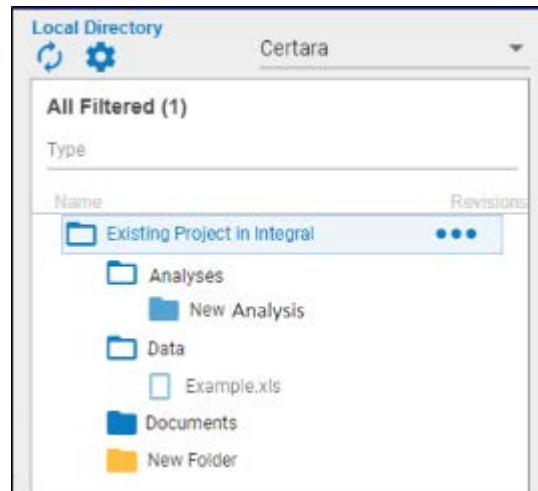 Local Directory
Certara
All Filtered (1)
Type
Name Revisions
Existing Project in Integral
Analyses
New Analysis
Data
Example.xls
Documents
New Folder